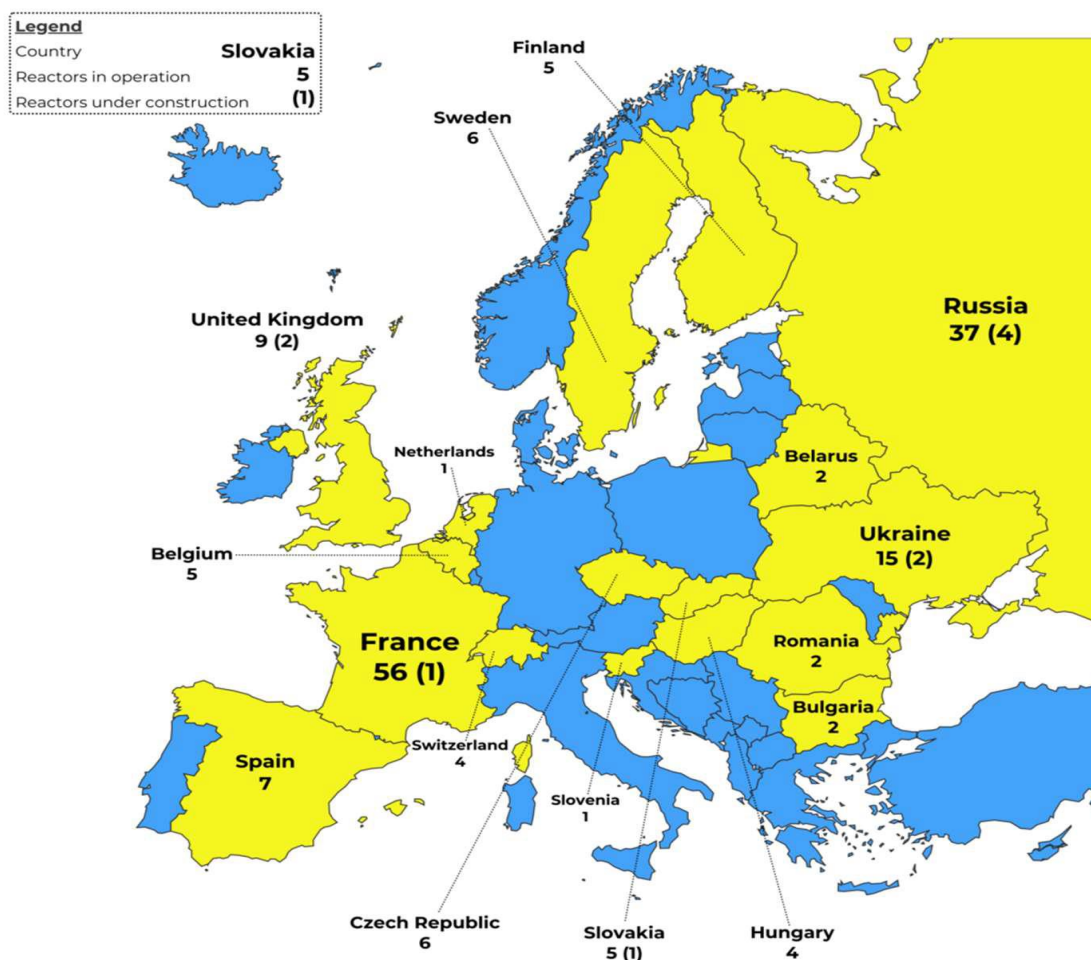 Legend
Country Slovakia
Reactors in operation 5
Reactors under construction (1)
Finland
5
Sweden
6
United Kingdom
9 (2)
Russia
37 (4)
Netherlands
1
Belarus
2
Belgium
5
Ukraine
15 (2)
France
56 (1)
Romania
2
Bulgaria
2
Switzerland
4
Spain
7
Slovenia
1
Czech Republic
6
Slovakia
5 (1)
Hungary
4